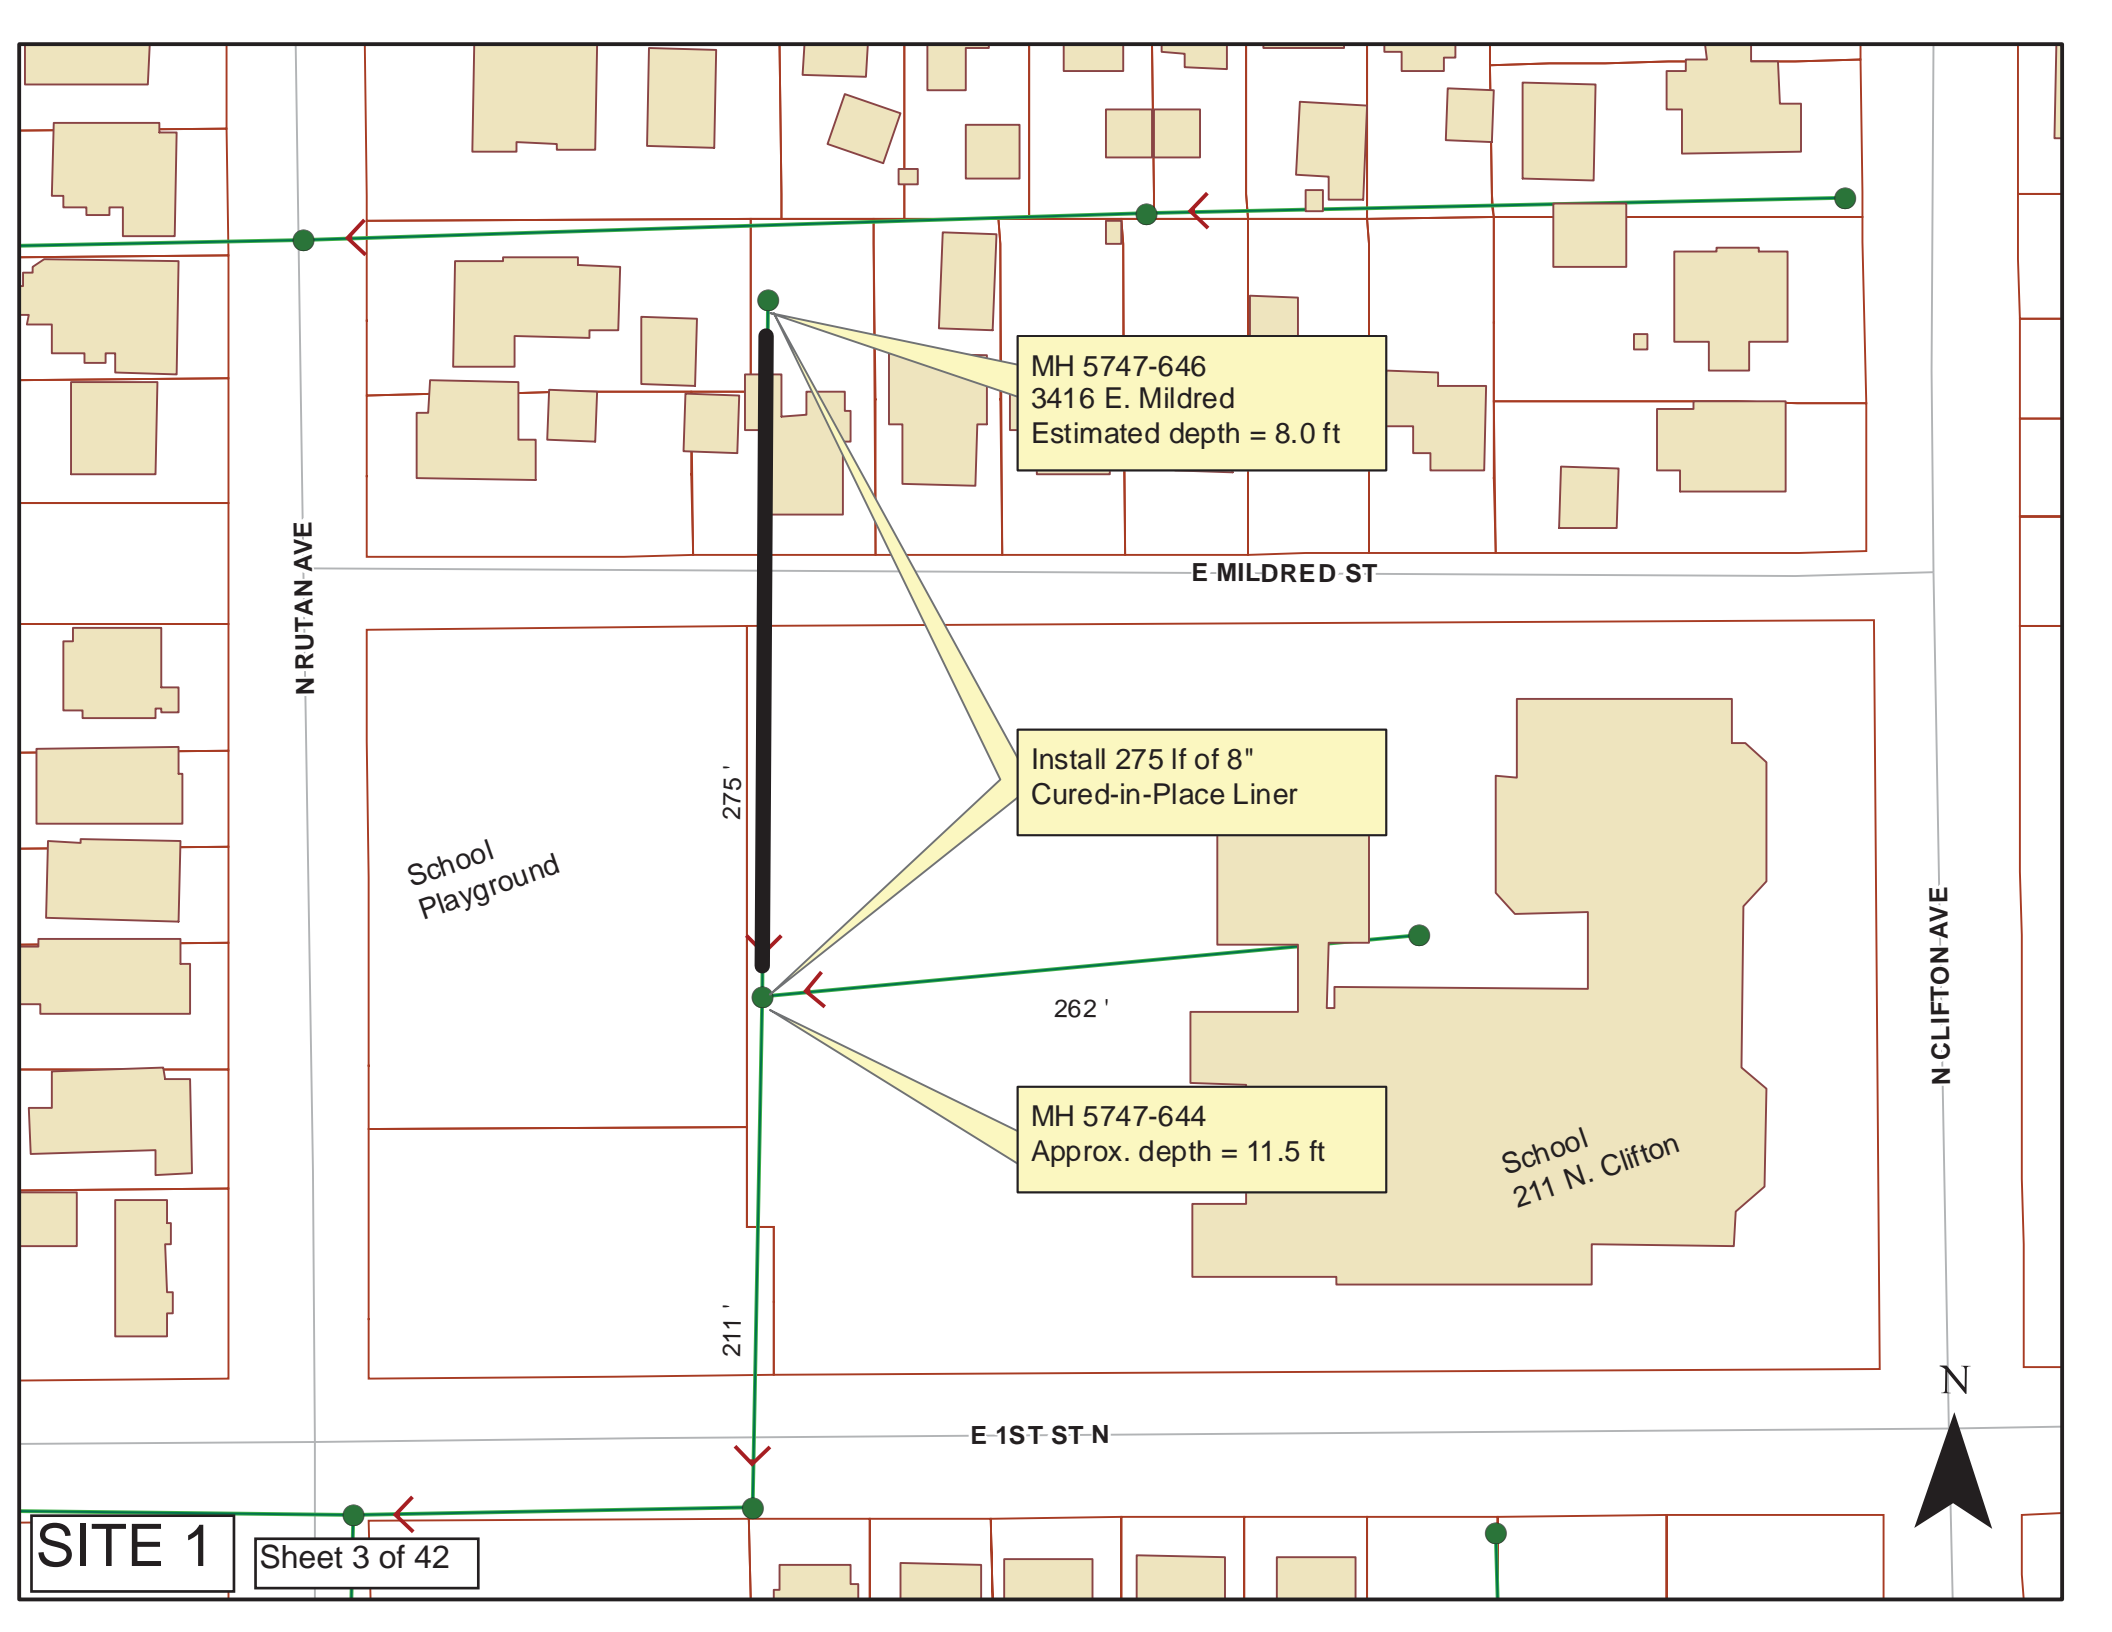 MH 5747-646
3416 E. Mildred
Estimated depth = 8.0 ft
N RUTAN AVE
E MILDRED ST
275 '
Install 275 lf of 8"
Cured-in-Place Liner
School
Playground
N CLIFTON AVE
262 '
MH 5747-644
Approx. depth = 11.5 ft
School
211 N. Clifton
211 '
N
E 1ST ST N
SITE 1
Sheet 3 of 42